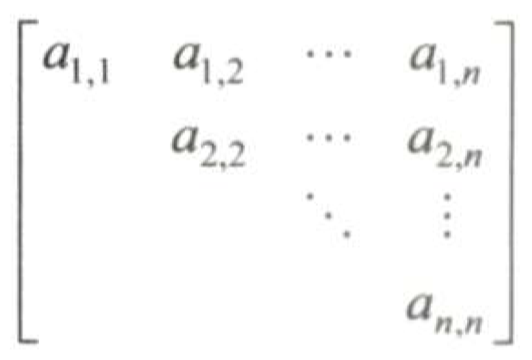 a1,1 a1,2 ⋯ a1,n
a2,2 ⋯ a2,n
⋱ ⋮
an,n